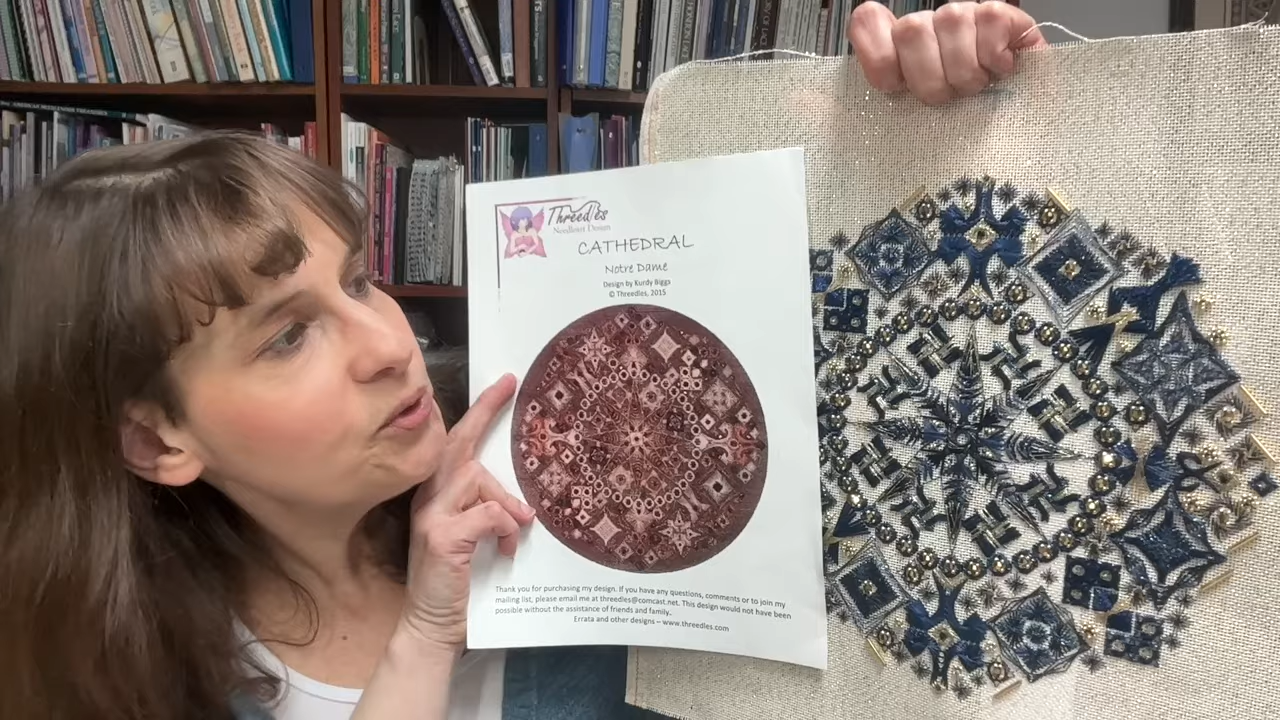 Threedles
Needleart Design
CATHEDRAL
Notre Dame
Design by Kurdy Biggs
© Threedles, 2015
Thank you for purchasing my design. If you have any questions, comments or to join my
mailing list, please email me at threedles@comcast.net. This design would not have been
possible without the assistance of friends and family.
Errata and other designs – www.threedles.com